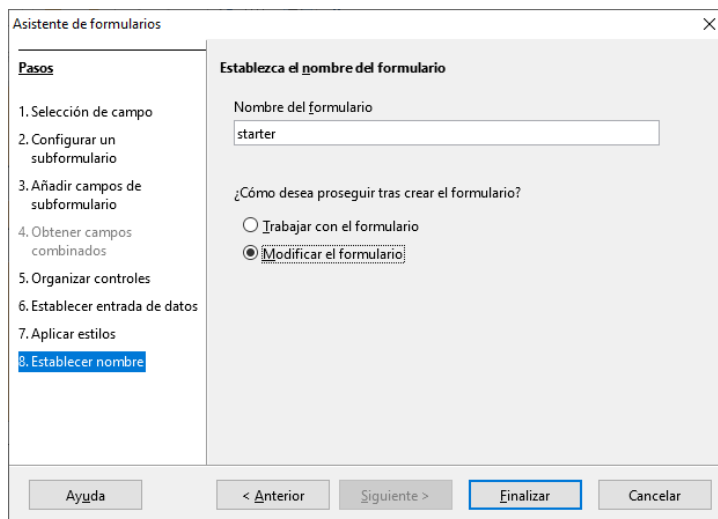 Asistente de formularios
Pasos
1. Selección de campo
2. Configurar un
subformulario
3. Añadir campos de
subformulario
4. Obtener campos
combinados
5. Organizar controles
6. Establecer entrada de datos
7. Aplicar estilos
8. Establecer nombre
Establezca el nombre del formulario
Nombre del formulario
starter
¿Cómo desea proseguir tras crear el formulario?
Trabajar con el formulario
Modificar el formulario
Ayuda
< Anterior
Siguiente >
Finalizar
Cancelar